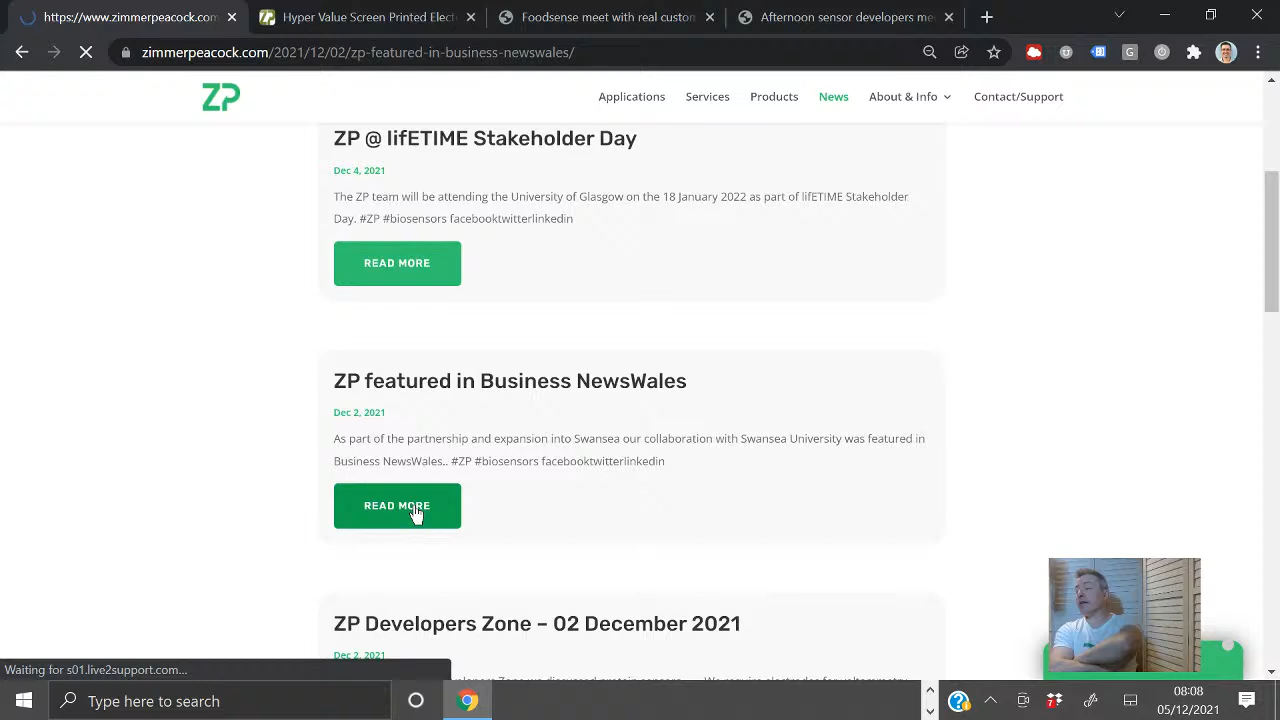 zimmerpeacock.com/2021/12/0
Hyper Value Screen Printed Elect
Foodsense meets with real custom
Afternoon sensor developers mee
zimmerpeacock.com/2021/12/02/zp-featured-in-business-newswales/
ZP
Applications Services Products News About & Info Contact/Support
ZP @ lifETIME Stakeholder Day
Dec 4, 2021
The ZP team will be attending the University of Glasgow on the 18 January 2022 as part of lifETIME Stakeholder
Day. #ZP #biosensors facebooktwitterlinkedin
READ MORE
ZP featured in Business NewsWales
Dec 2, 2021
As part of the partnership and expansion into Swansea our collaboration with Swansea University was featured in
Business NewsWales.. #ZP #biosensors facebooktwitterlinkedin
READ MORE
ZP Developers Zone – 02 December 2021
Dec 2, 2021
Waiting for s01.live2support.com...
Type here to search
08:08
05/12/2021